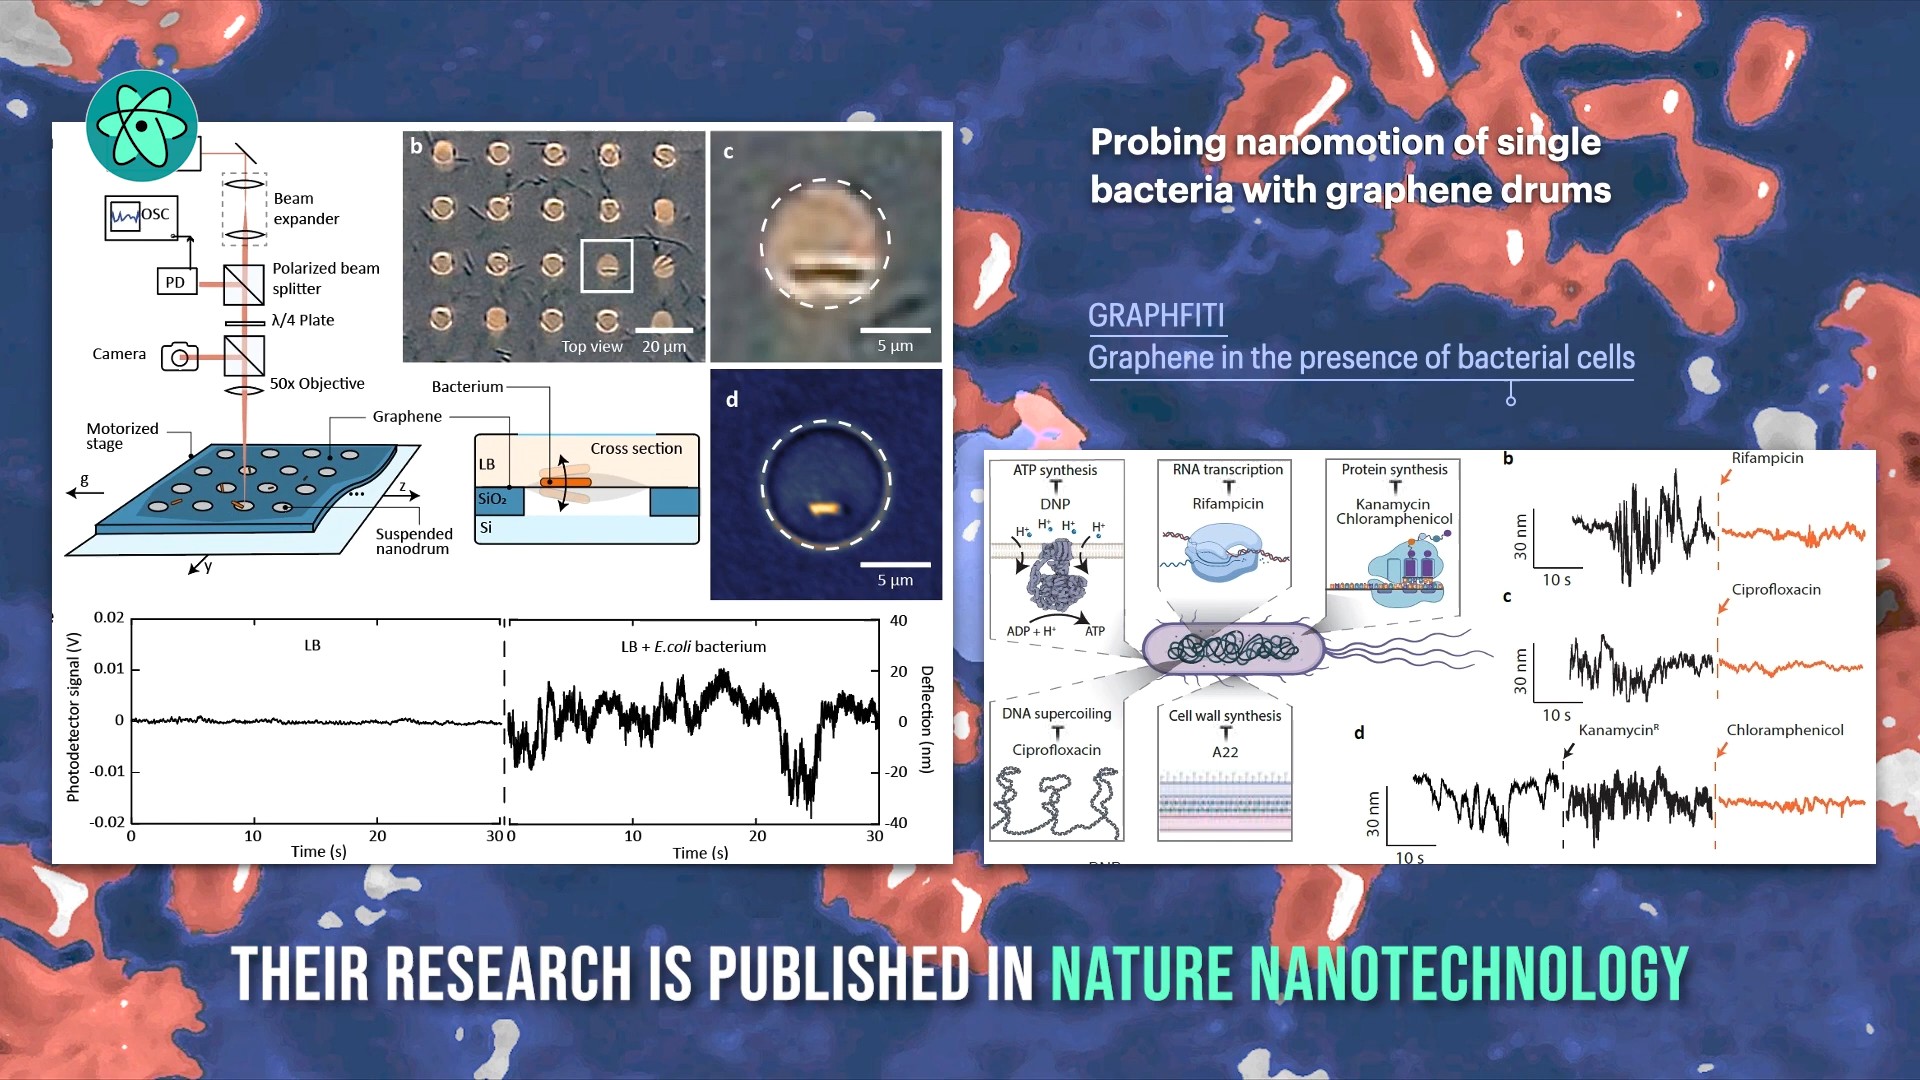 Probing nanomotion of single
bacteria with graphene drums
GRAPHFITI
Graphene in the presence of bacterial cells
OSC
Beam
expander
PD
Polarized beam
splitter
λ/4 Plate
Camera
50x Objective
Motorized
stage
Graphene
Bacterium
g
z
y
Suspended
nanodrum
b
Top view
20 µm
c
5 µm
d
5 µm
Cross section
LB
SiO₂
Si
Photodetector signal (V)
0.02
0.01
0
-0.01
-0.02
LB
LB + E.coli bacterium
40
20
0
-20
-40
Deflection (nm)
0
10
20
30
0
10
20
30
Time (s)
Time (s)
ATP synthesis
DNP
H⁺
H⁺
H⁺
H⁺
ADP + H⁺
ATP
RNA transcription
Rifampicin
Protein synthesis
Kanamycin
Chloramphenicol
DNA supercoiling
Ciprofloxacin
Cell wall synthesis
A22
b
Rifampicin
30 nm
10 s
c
Ciprofloxacin
30 nm
10 s
d
Kanamycinᴿ
Chloramphenicol
30 nm
10 s
THEIR RESEARCH IS PUBLISHED IN NATURE NANOTECHNOLOGY